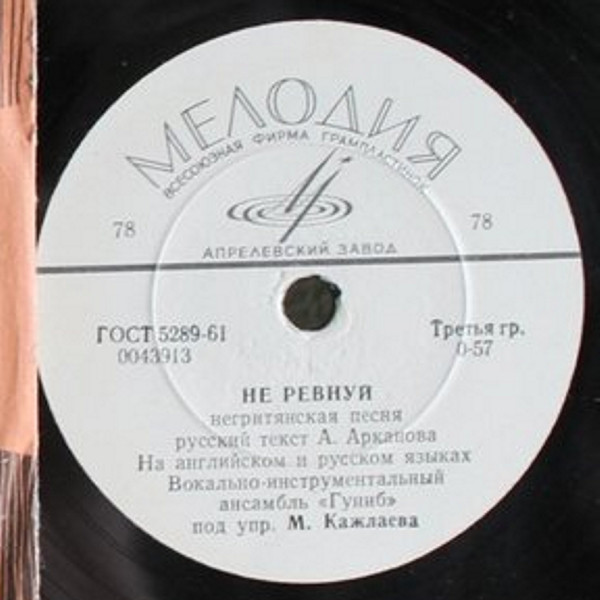 МЕЛОДИЯ
ВСЕСОЮЗНАЯ ФИРМА ГРАМПЛАСТИНОК
78 78
АПРЕЛЕВСКИЙ ЗАВОД
ГОСТ 5289-61 Третья гр.
0043913 0-57
НЕ РЕВНУЙ
негритянская песня
русский текст А. Арканова
На английском и русском языках
Вокально-инструментальный
ансамбль «Гуниб»
под упр. М. Кажлаева